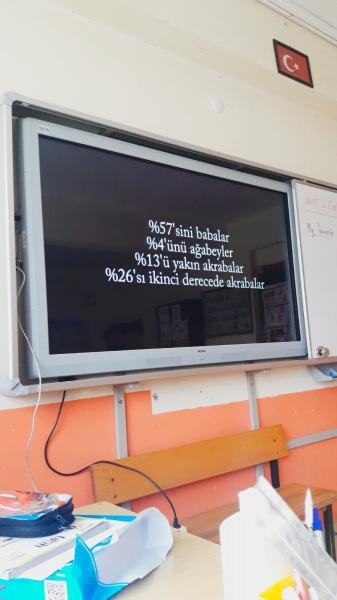 %57'sini babalar
%4'ünü ağabeyler
%13'ü yakın akrabalar
%26'sı ikinci derecede akrabalar